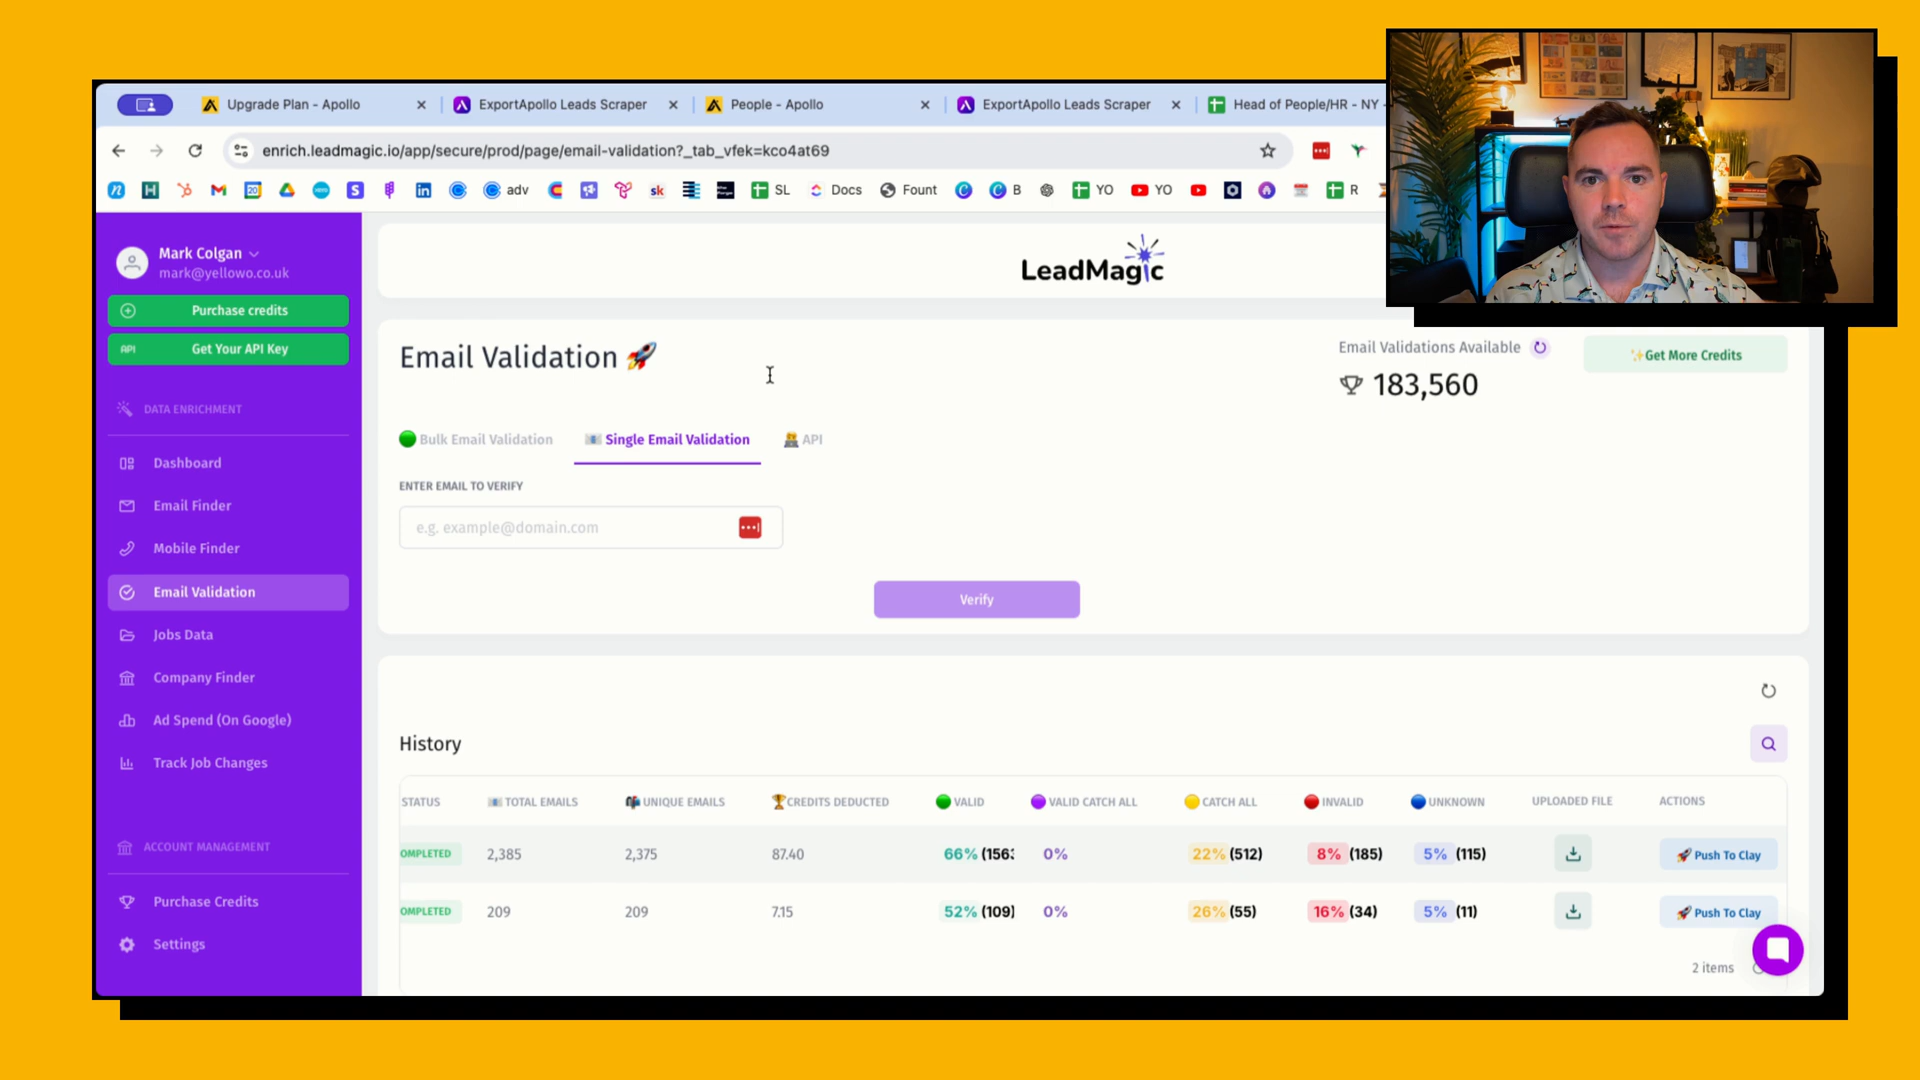 Upgrade Plan - Apollo
ExportApollo Leads Scraper
People - Apollo
ExportApollo Leads Scraper
Head of People/HR - NY -
enrich.leadmagic.io/app/secure/prod/page/email-validation?_tab_vfek=kco4at69
adv
SL
Docs
Fount
B
YO
YO
R
Mark Colgan
mark@yellowo.co.uk
Purchase credits
API Get Your API Key
DATA ENRICHMENT
Dashboard
Email Finder
Mobile Finder
Email Validation
Jobs Data
Company Finder
Ad Spend (On Google)
Track Job Changes
ACCOUNT MANAGEMENT
Purchase Credits
Settings
LeadMagic
Email Validation 🚀
Email Validations Available
183,560
✨Get More Credits
Bulk Email Validation
Single Email Validation
API
ENTER EMAIL TO VERIFY
e.g. example@domain.com
Verify
History
STATUS TOTAL EMAILS UNIQUE EMAILS CREDITS DEDUCTED VALID VALID CATCH ALL CATCH ALL INVALID UNKNOWN UPLOADED FILE ACTIONS
OMPLETED 2,385 2,375 87.40 66% (156 0% 22% (512) 8% (185) 5% (115) Push To Clay
OMPLETED 209 209 7.15 52% (109) 0% 26% (55) 16% (34) 5% (11) Push To Clay
2 items